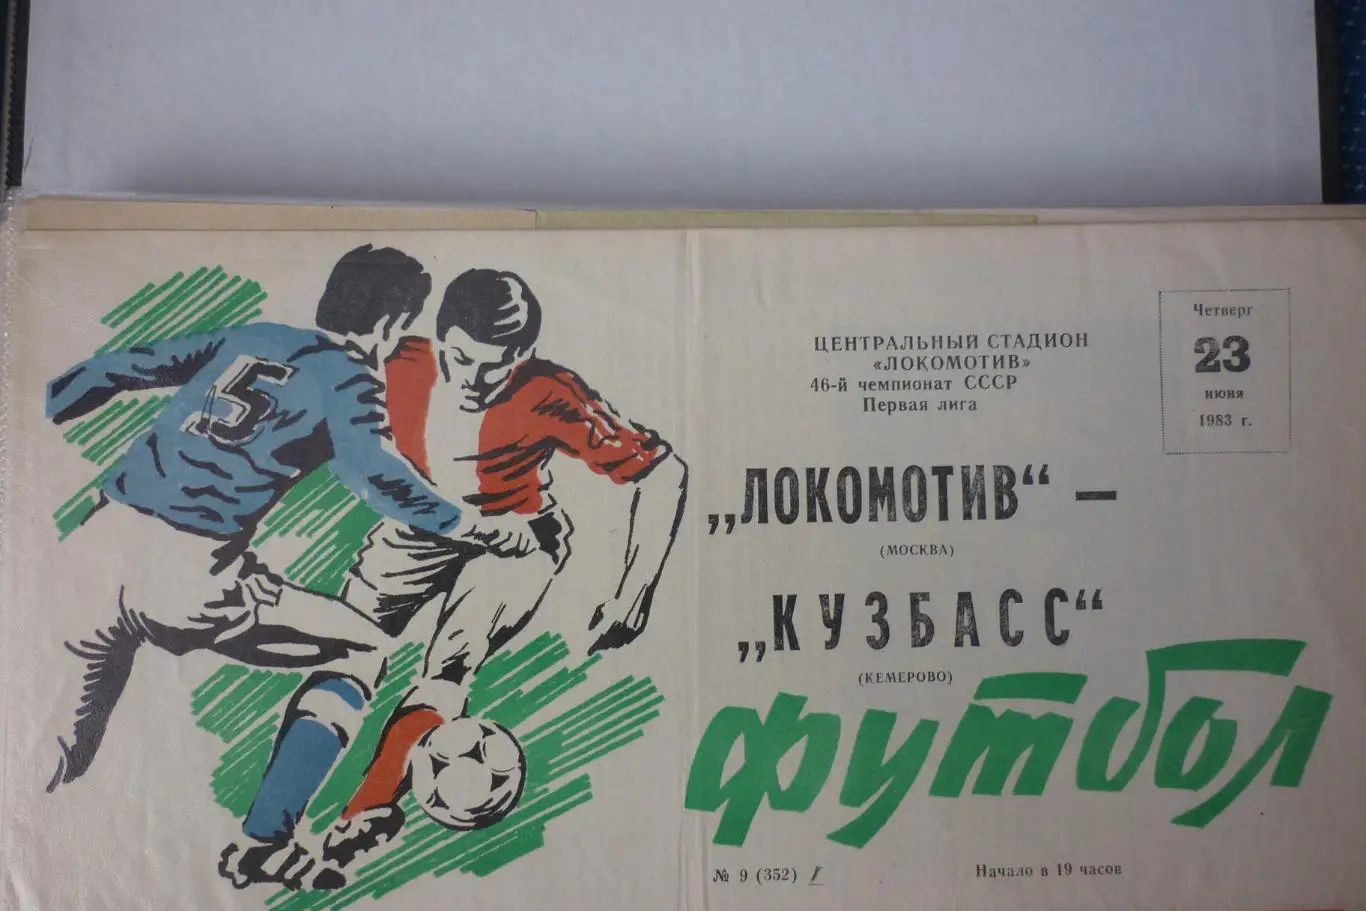 5
ЦЕНТРАЛЬНЫЙ СТАДИОН
«ЛОКОМОТИВ»
46-й чемпионат СССР
Первая лига
Четверг
23
июня
1983 г.
„ЛОКОМОТИВ“ —
(МОСКВА)
„КУЗБАСС“
(КЕМЕРОВО)
футбол
№ 9 (352)
Начало в 19 часов